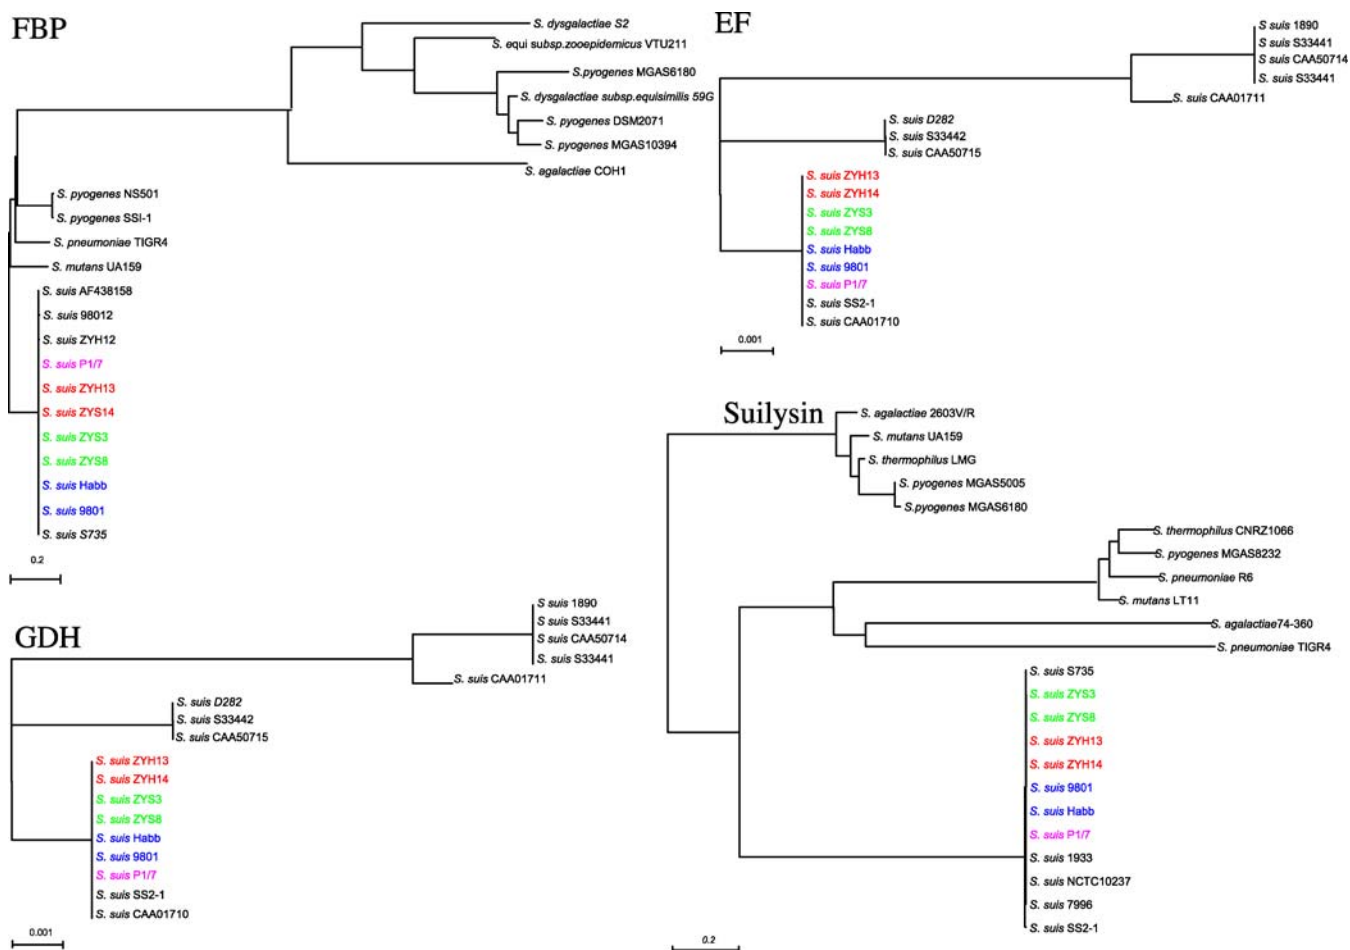 FBP
S. dysgalactiae S2
S. equi subsp.zooepidemicus VTU211
S.pyogenes MGAS6180
S. dysgalactiae subsp.equisimilis 59G
S. pyogenes DSM2071
S. pyogenes MGAS10394
S. agalactiae COH1
S. pyogenes NS501
S. pyogenes SSI-1
S. pneumoniae TIGR4
S. mutans UA159
S. suis AF438158
S. suis 98012
S. suis ZYH12
S. suis P1/7
S. suis ZYH13
S. suis ZYS14
S. suis ZYS3
S. suis ZYS8
S. suis Habb
S. suis 9801
S. suis S735
0.2
EF
S suis 1890
S. suis S33441
S. suis CAA50714
S. suis S33441
S. suis CAA01711
S. suis D282
S. suis S33442
S. suis CAA50715
S. suis ZYH13
S. suis ZYH14
S. suis ZYS3
S. suis ZYS8
S. suis Habb
S. suis 9801
S. suis P1/7
S. suis SS2-1
S. suis CAA01710
0.001
GDH
S suis 1890
S. suis S33441
S. suis CAA50714
S. suis S33441
S. suis CAA01711
S. suis D282
S. suis S33442
S. suis CAA50715
S. suis ZYH13
S. suis ZYH14
S. suis ZYS3
S. suis ZYS8
S. suis Habb
S. suis 9801
S. suis P1/7
S. suis SS2-1
S. suis CAA01710
0.001
Suilysin
S. agalactiae 2603V/R
S. mutans UA159
S. thermophilus LMG
S. pyogenes MGAS5005
S.pyogenes MGAS6180
S. thermophilus CNRZ1066
S. pyogenes MGAS8232
S. pneumoniae R6
S. mutans LT11
S. agalactiae74-360
S. pneumoniae TIGR4
S. suis S735
S. suis ZYS3
S. suis ZYS8
S. suis ZYH13
S. suis ZYH14
S. suis 9801
S. suis Habb
S. suis P1/7
S. suis 1933
S. suis NCTC10237
S. suis 7996
S. suis SS2-1
0.2